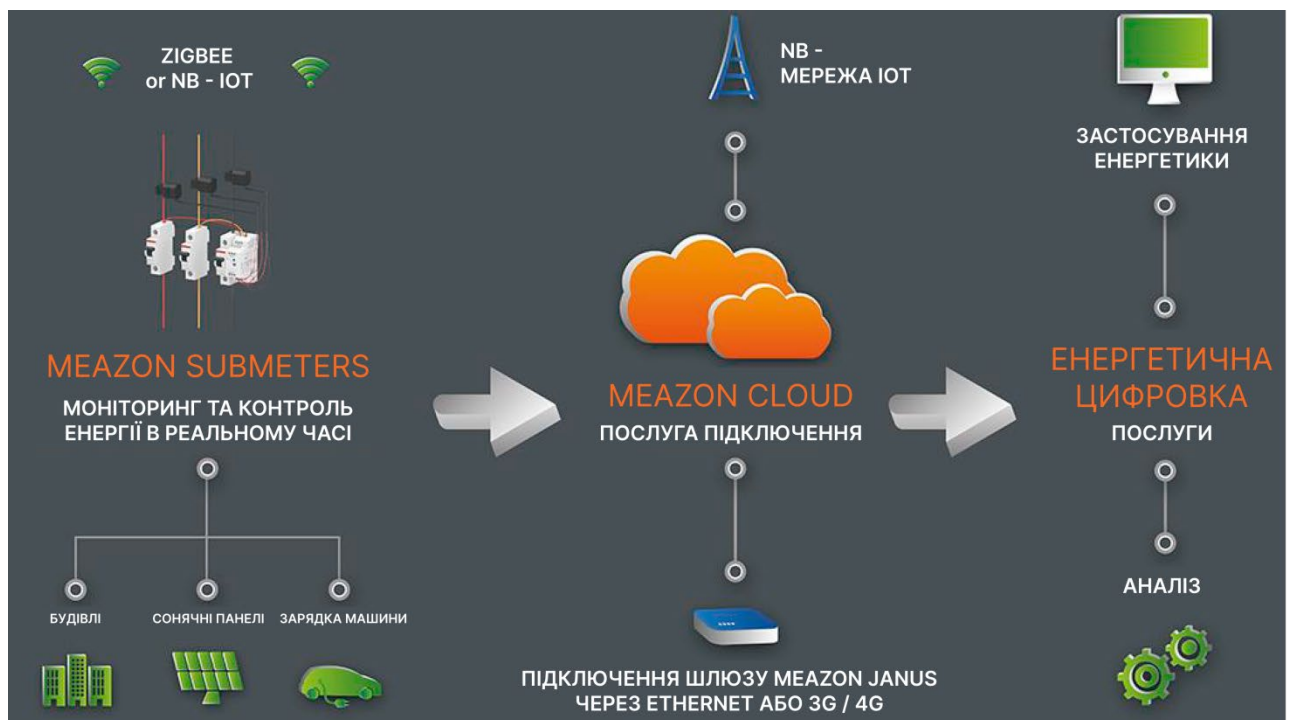 ZIGBEE
or NB - IOT
MEAZON SUBMETERS
МОНІТОРИНГ ТА КОНТРОЛЬ
ЕНЕРГІЇ В РЕАЛЬНОМУ ЧАСІ
БУДІВЛІ
СОНЯЧНІ ПАНЕЛІ
ЗАРЯДКА МАШИНИ
NB -
МЕРЕЖА ІОТ
MEAZON CLOUD
ПОСЛУГА ПІДКЛЮЧЕННЯ
ПІДКЛЮЧЕННЯ ШЛЮЗУ MEAZON JANUS
ЧЕРЕЗ ETHERNET АБО 3G / 4G
ЗАСТОСУВАННЯ
ЕНЕРГЕТИКИ
ЕНЕРГЕТИЧНА
ЦИФРОВКА
ПОСЛУГИ
АНАЛІЗ